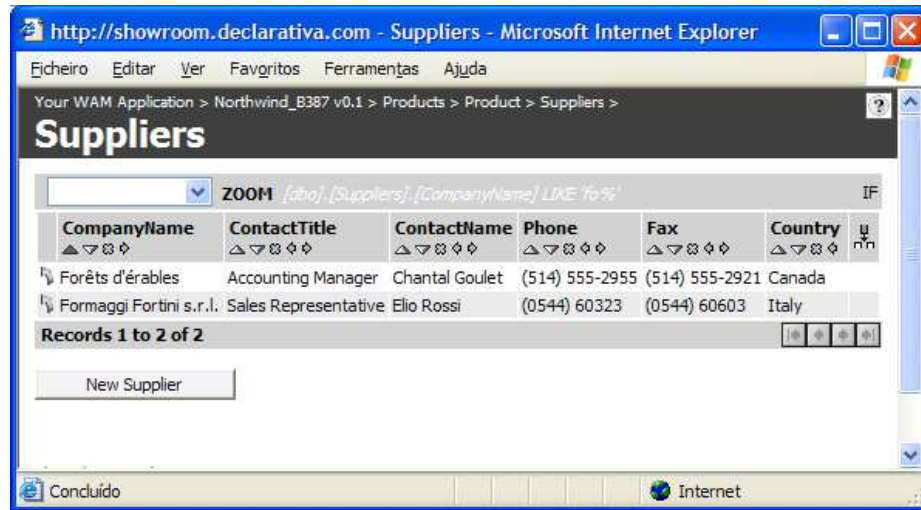 http://showroom.declarativa.com - Suppliers - Microsoft Internet Explorer
Ficheiro Editar Ver Favoritos Ferramentas Ajuda
Your WAM Application > Northwind_B387 v0.1 > Products > Product > Suppliers >
?
Suppliers
ZOOM [dbo].[Suppliers].[CompanyName] LIKE 'fo%' IF
CompanyName ContactTitle ContactName Phone Fax Country
Forêts d'érables Accounting Manager Chantal Goulet (514) 555-2955 (514) 555-2921 Canada
Formaggi Fortini s.r.l. Sales Representative Elio Rossi (0544) 60323 (0544) 60603 Italy
Records 1 to 2 of 2
New Supplier
Concluído Internet